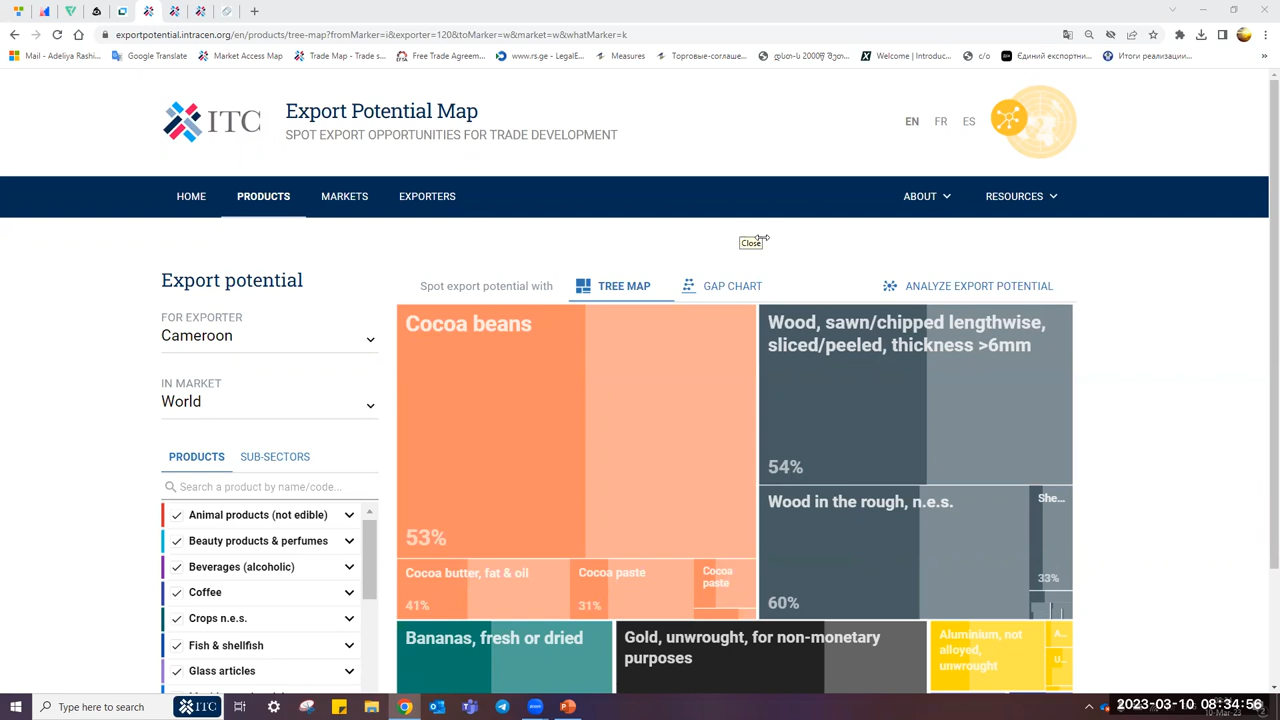 exportpotential.intracen.org/en/products/tree-map?fromMarker=i&exporter=120&toMarker=w&market=w&whatMarker=k
Mail - Adeliya Rashi...
Google Translate
Market Access Map
Trade Map - Trade s...
Free Trade Agreem...
www.rs.ge - LegalE...
Measures
Торгово-соглаше...
Welcome | Introduc...
c/o
Єдиний експортни...
Итоги реализации...
»
ITC
Export Potential Map
SPOT EXPORT OPPORTUNITIES FOR TRADE DEVELOPMENT
EN FR ES
HOME PRODUCTS MARKETS EXPORTERS ABOUT RESOURCES
Close
Export potential
Spot export potential with TREE MAP GAP CHART ANALYZE EXPORT POTENTIAL
FOR EXPORTER
Cameroon
IN MARKET
World
PRODUCTS SUB-SECTORS
Search a product by name/code...
Animal products (not edible)
Beauty products & perfumes
Beverages (alcoholic)
Coffee
Crops n.e.s.
Fish & shellfish
Glass articles
Cocoa beans
53%
Cocoa butter, fat & oil
41%
Cocoa paste
31%
Cocoa
paste
Wood, sawn/chipped lengthwise,
sliced/peeled, thickness >6mm
54%
Wood in the rough, n.e.s.
60%
She...
33%
Bananas, fresh or dried
Gold, unwrought, for non-monetary
purposes
Aluminium, not
alloyed,
unwrought
A...
U...
Type here to search
ITC
2023-03-10 08:34:56
10-Mar-23